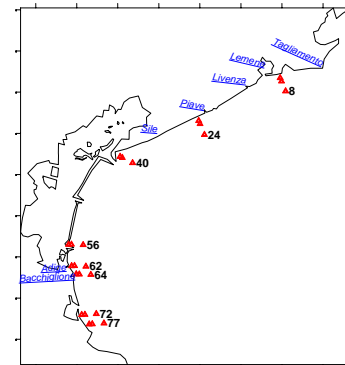 Tagliamento
Lemene
Livenza
8
Piave
24
Sile
40
56
62
Adige
Bacchiglione
64
72
77